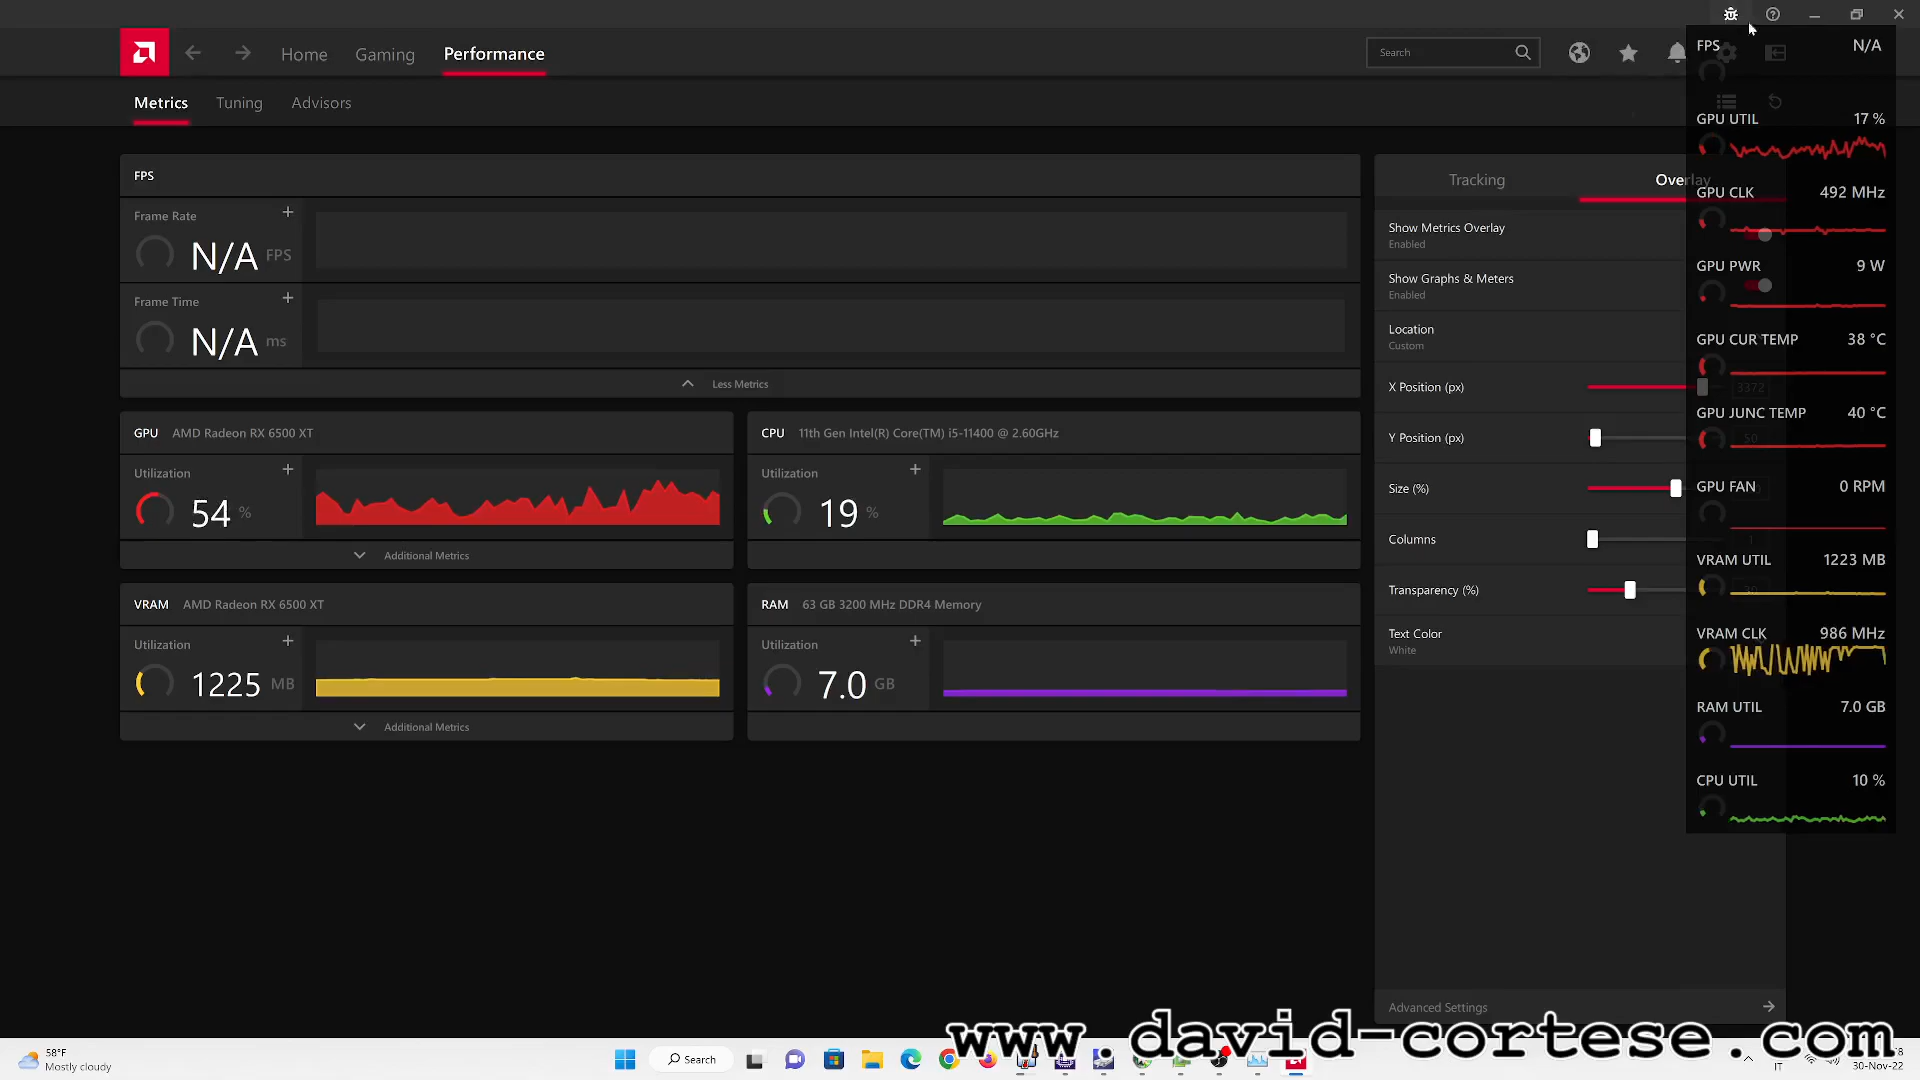 Home
Gaming
Performance
Search
Metrics
Tuning
Advisors
FPS
Frame Rate
N/A FPS
Frame Time
N/A ms
Less Metrics
GPU AMD Radeon RX 6500 XT
Utilization
54 %
Additional Metrics
CPU 11th Gen Intel(R) Core(TM) i5-11400 @ 2.60GHz
Utilization
19 %
VRAM AMD Radeon RX 6500 XT
Utilization
1225 MB
Additional Metrics
RAM 63 GB 3200 MHz DDR4 Memory
Utilization
7.0 GB
Tracking
Overlay
Show Metrics Overlay
Enabled
Show Graphs & Meters
Enabled
Location
Custom
X Position (px)
3372
Y Position (px)
50
Size (%)
Columns
1
Transparency (%)
Text Color
White
Advanced Settings
FPS N/A
GPU UTIL 17 %
GPU CLK 492 MHz
GPU PWR 9 W
GPU CUR TEMP 38 °C
GPU JUNC TEMP 40 °C
GPU FAN 0 RPM
VRAM UTIL 1223 MB
VRAM CLK 986 MHz
RAM UTIL 7.0 GB
CPU UTIL 10 %
www.david-cortese.com
58°F
Mostly cloudy
Search
IT
30-Nov-22